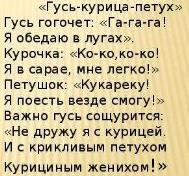 «Гусь-курица-петух»
Гусь гогочет: «Га-га-га!
Я обедаю в лугах».
Курочка: «Ко-ко,ко-ко!
Я в сарае, мне легко!»
Петушок: «Кукареку!
Я поесть везде смогу!»
Важно гусь сощурится:
«Не дружу я с курицей.
И с крикливым петухом
Курициным женихом!»